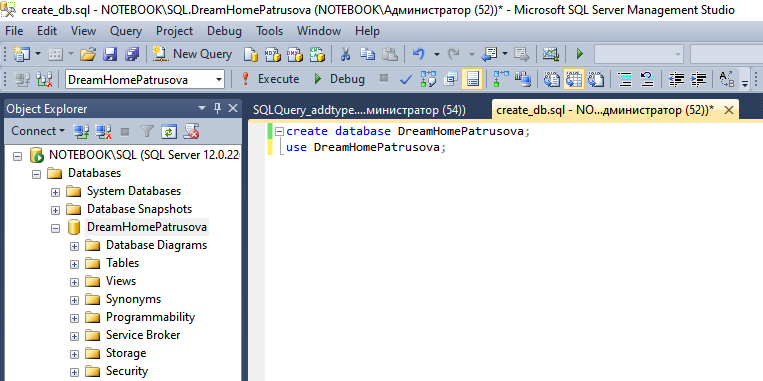 create_db.sql - NOTEBOOK\SQL.DreamHomePatrusova (NOTEBOOK\Администратор (52))* - Microsoft SQL Server Management Studio
File Edit View Query Project Debug Tools Window Help
New Query MDX DMX XMLA
DreamHomePatrusova Execute Debug
Object Explorer
Connect
NOTEBOOK\SQL (SQL Server 12.0.22
Databases
System Databases
Database Snapshots
DreamHomePatrusova
Database Diagrams
Tables
Views
Synonyms
Programmability
Service Broker
Storage
Security
SQLQuery_addtype....министратор (54)) create_db.sql - NO...дминистратор (52))*
create database DreamHomePatrusova;
use DreamHomePatrusova;